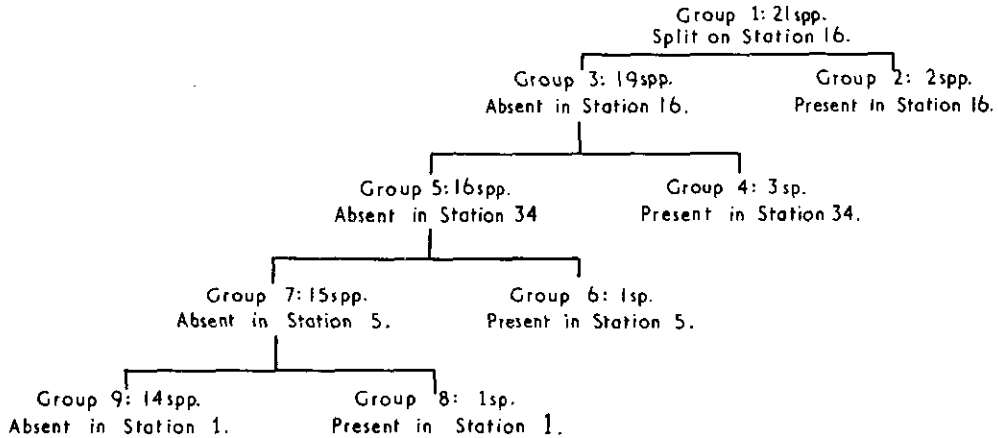 Group 1: 21spp.
Split on Station 16.
Group 3: 19spp.
Absent in Station 16.
Group 2: 2spp.
Present in Station 16.
Group 5: 16spp.
Absent in Station 34
Group 4: 3sp.
Present in Station 34.
Group 7: 15spp.
Absent in Station 5.
Group 6: 1sp.
Present in Station 5.
Group 9: 14spp.
Absent in Station 1.
Group 8: 1sp.
Present in Station 1.